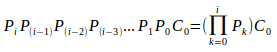 P_i P_(i-1) P_(i-2) P_(i-3) ... P_1 P_0 C_0 = (∏_{k=0}^{i} P_k) C_0